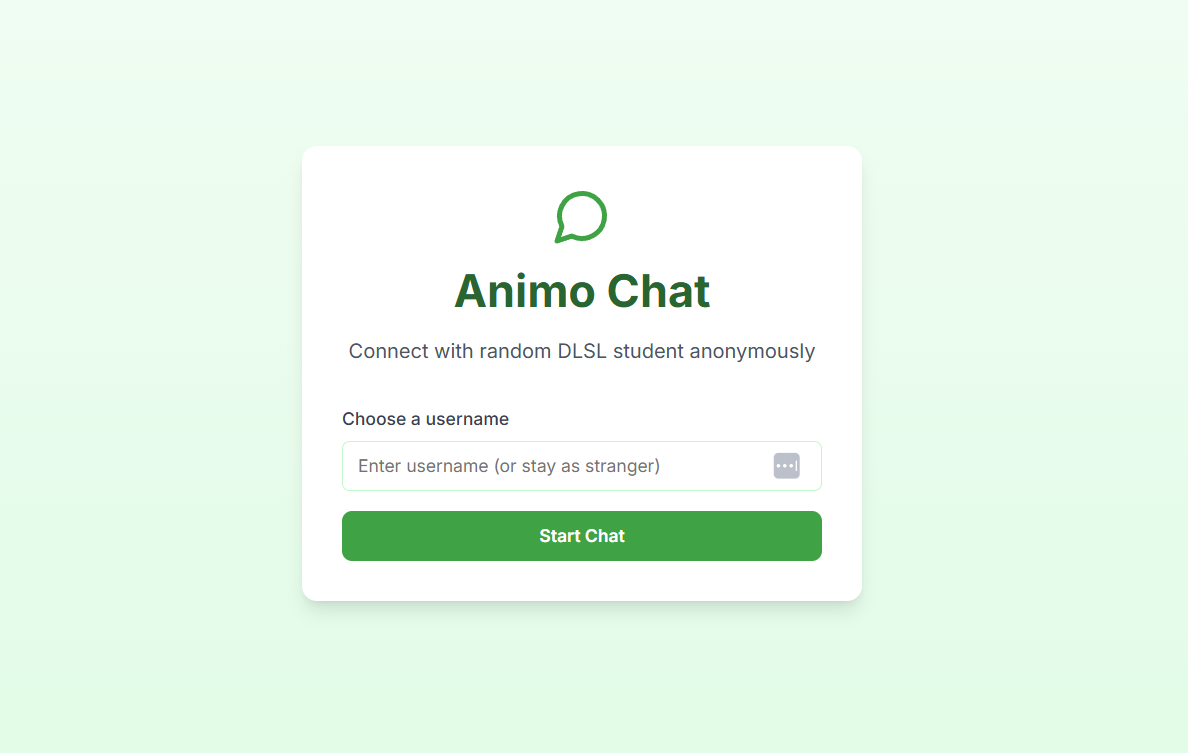 Animo Chat
Connect with random DLSL student anonymously
Choose a username
Enter username (or stay as stranger)
Start Chat